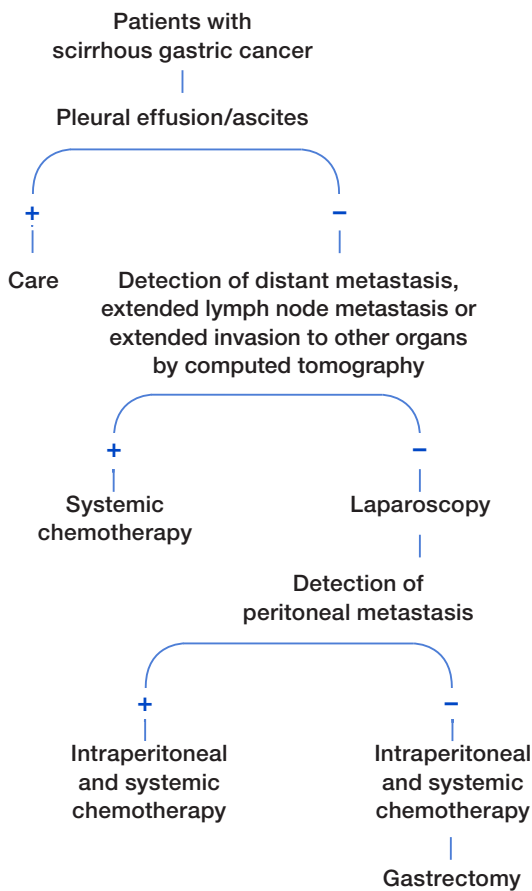 Patients with
scirrhous gastric cancer
Pleural effusion/ascites
+
−
Care
Detection of distant metastasis,
extended lymph node metastasis or
extended invasion to other organs
by computed tomography
+
−
Systemic
chemotherapy
Laparoscopy
Detection of
peritoneal metastasis
+
−
Intraperitoneal
and systemic
chemotherapy
Intraperitoneal
and systemic
chemotherapy
Gastrectomy